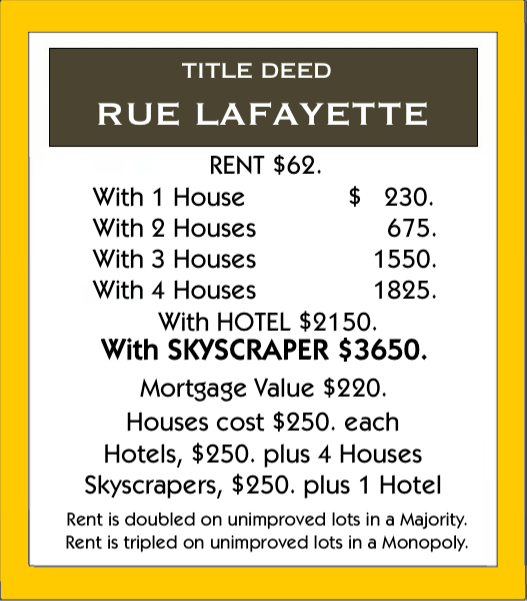 TITLE DEED
RUE LAFAYETTE
RENT $62.
With 1 House $ 230.
With 2 Houses 675.
With 3 Houses 1550.
With 4 Houses 1825.
With HOTEL $2150.
With SKYSCRAPER $3650.
Mortgage Value $220.
Houses cost $250. each
Hotels, $250. plus 4 Houses
Skyscrapers, $250. plus 1 Hotel
Rent is doubled on unimproved lots in a Majority.
Rent is tripled on unimproved lots in a Monopoly.